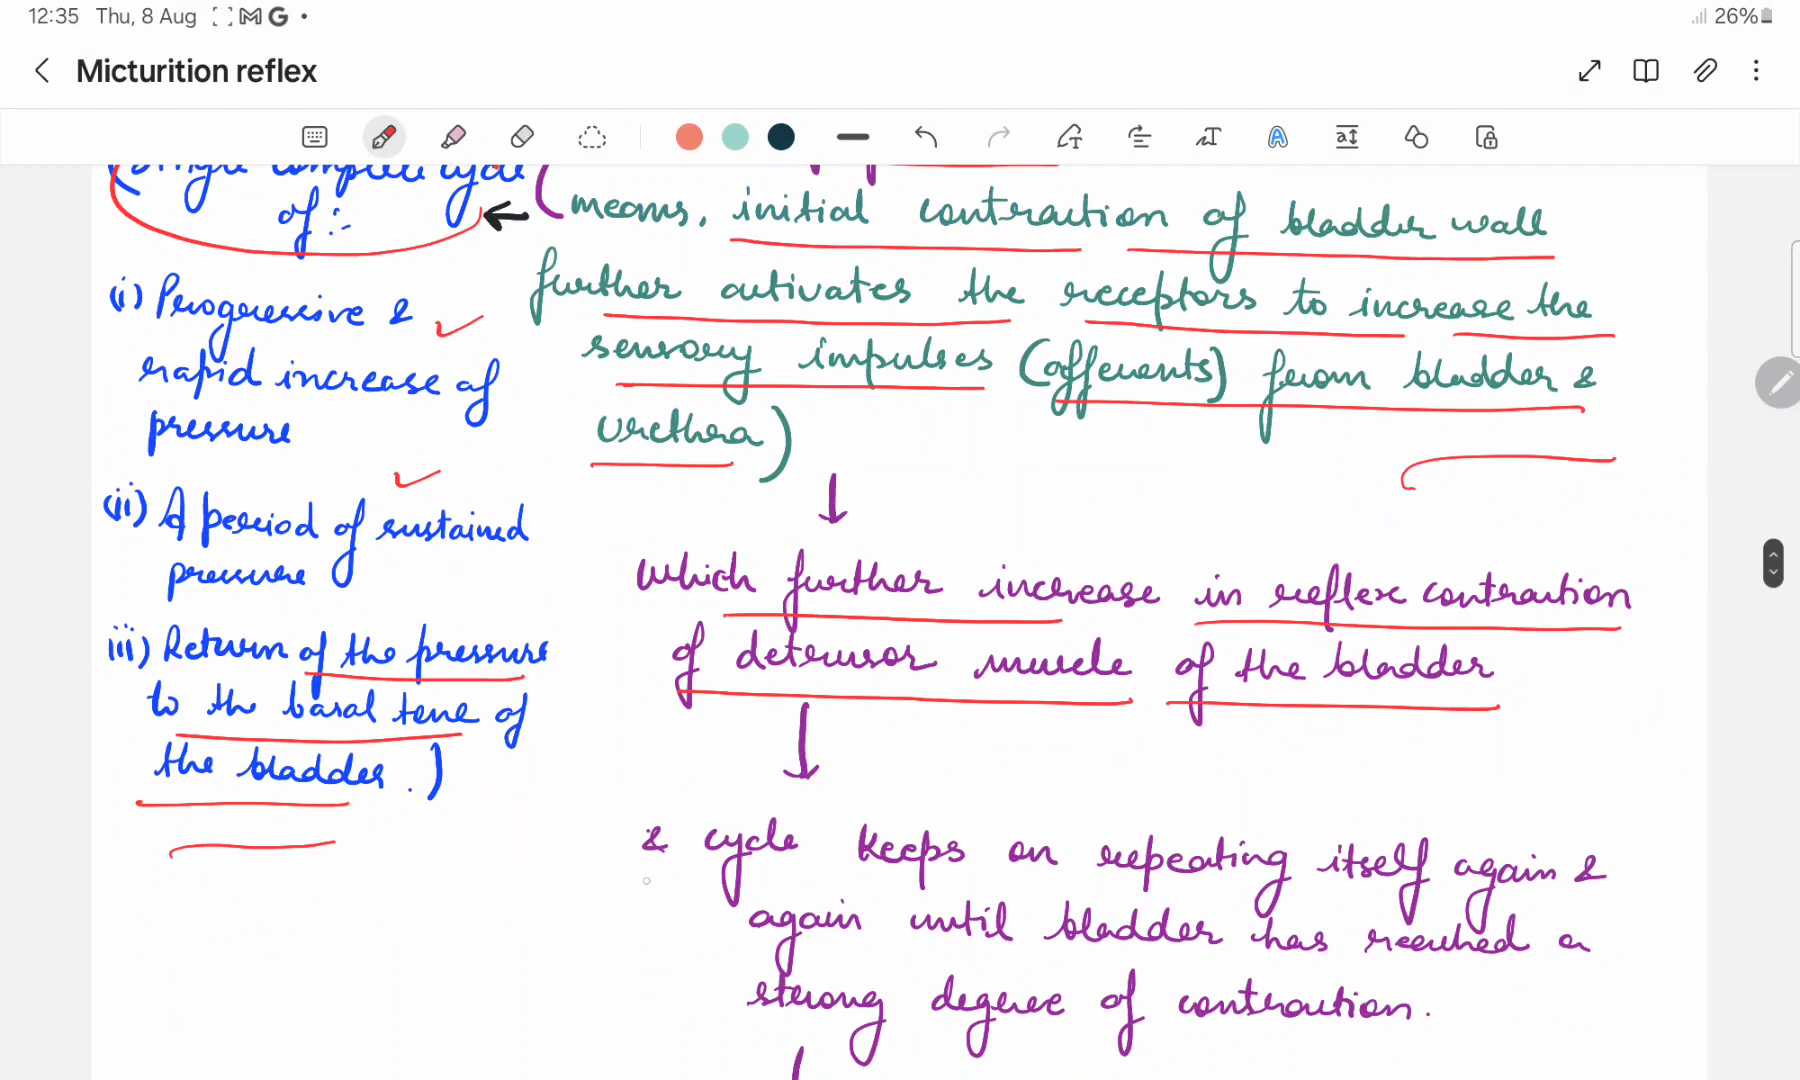 12:35 Thu, 8 Aug
26%
Micturition reflex
(Single complete cycle
of :-
(i) Progressive &
rapid increase of
pressure
(ii) A period of sustained
pressure
iii) Return of the pressure
to the basal tone of
the bladder.)
(means, initial contraction of bladder wall
further activates the receptors to increase the
sensory impulses (afferents) from bladder &
urethra)
which further increase in reflex contraction
of detrusor muscle of the bladder
& cycle keeps on repeating itself again &
again until bladder has reached a
strong degree of contraction.